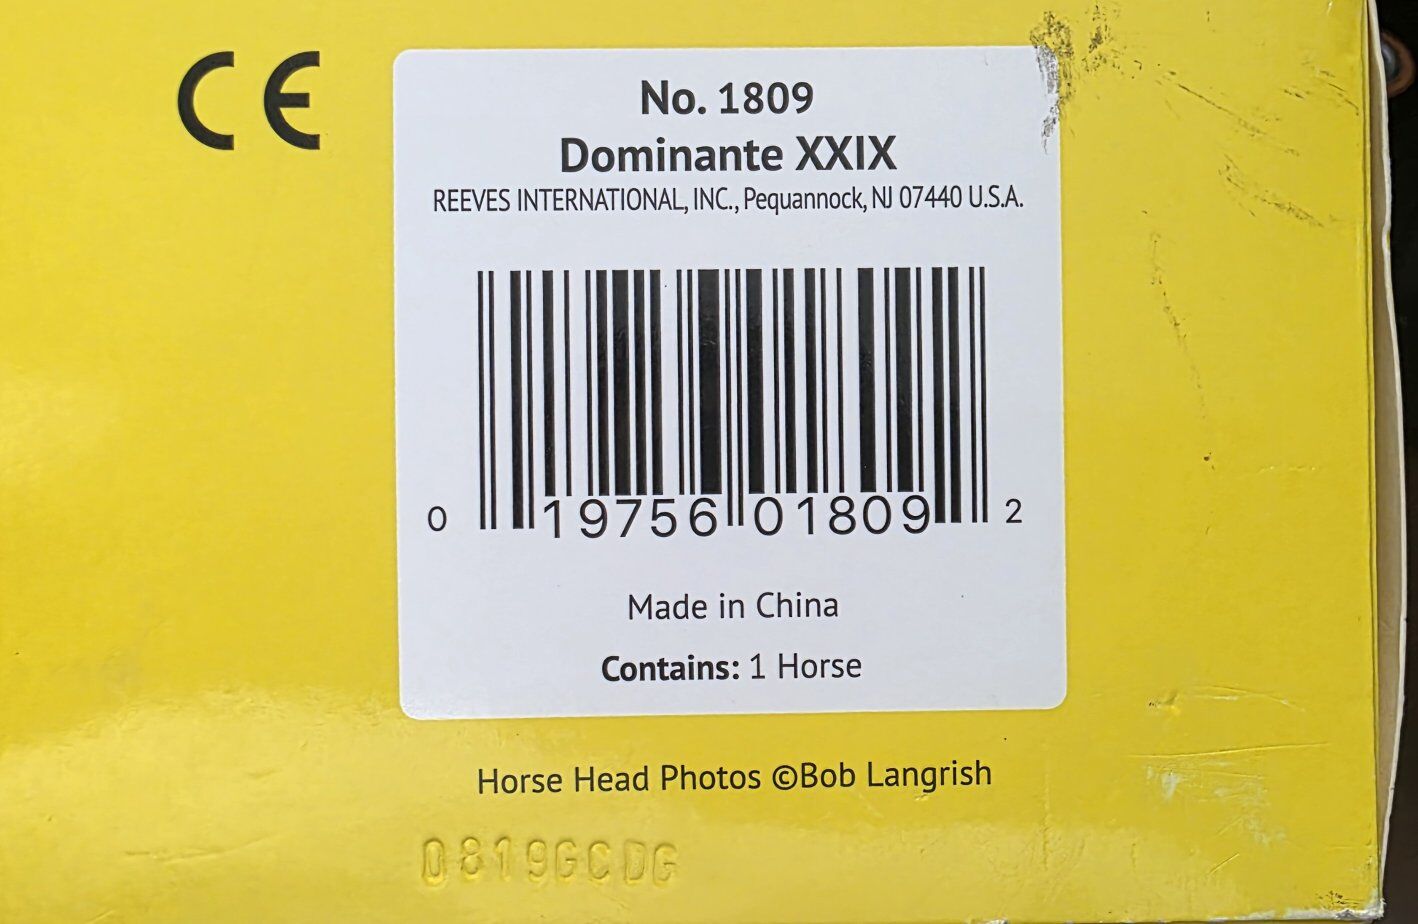 CE
No. 1809
Dominante XXIX
REEVES INTERNATIONAL, INC., Pequannock, NJ 07440 U.S.A.
0 19756 01809 2
Made in China
Contains: 1 Horse
Horse Head Photos ©Bob Langrish
0819GCDG